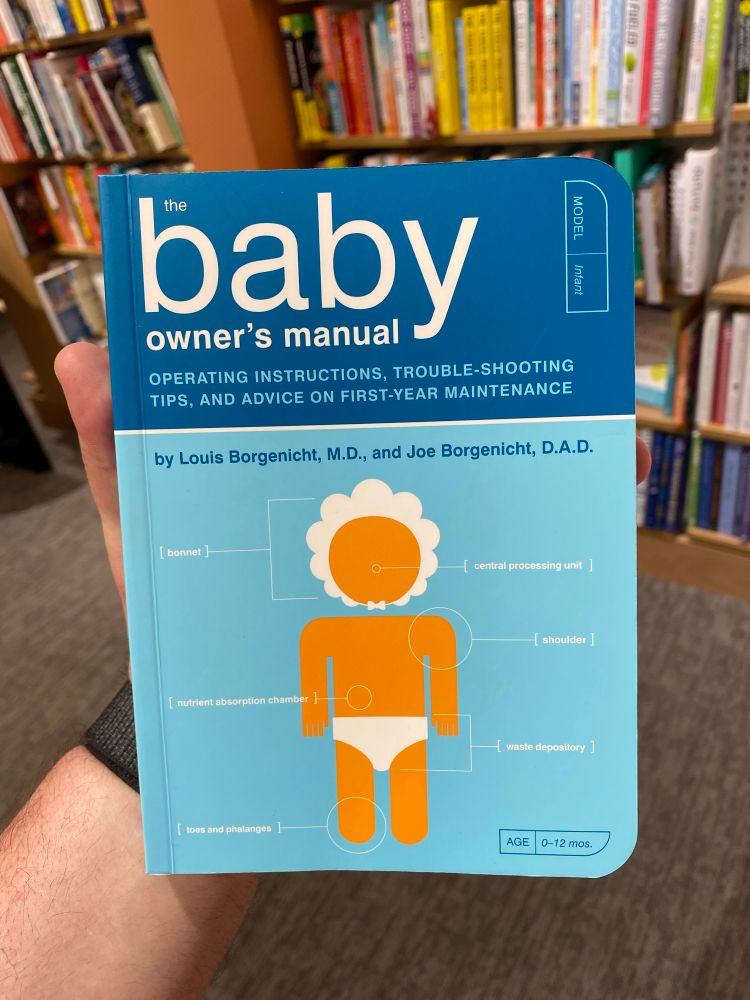 the
baby
owner's manual
MODEL
Infant
OPERATING INSTRUCTIONS, TROUBLE-SHOOTING
TIPS, AND ADVICE ON FIRST-YEAR MAINTENANCE
by Louis Borgenicht, M.D., and Joe Borgenicht, D.A.D.
[ bonnet ]
[ central processing unit ]
[ shoulder ]
[ nutrient absorption chamber ]
[ waste depository ]
[ toes and phalanges ]
AGE 0–12 mos.